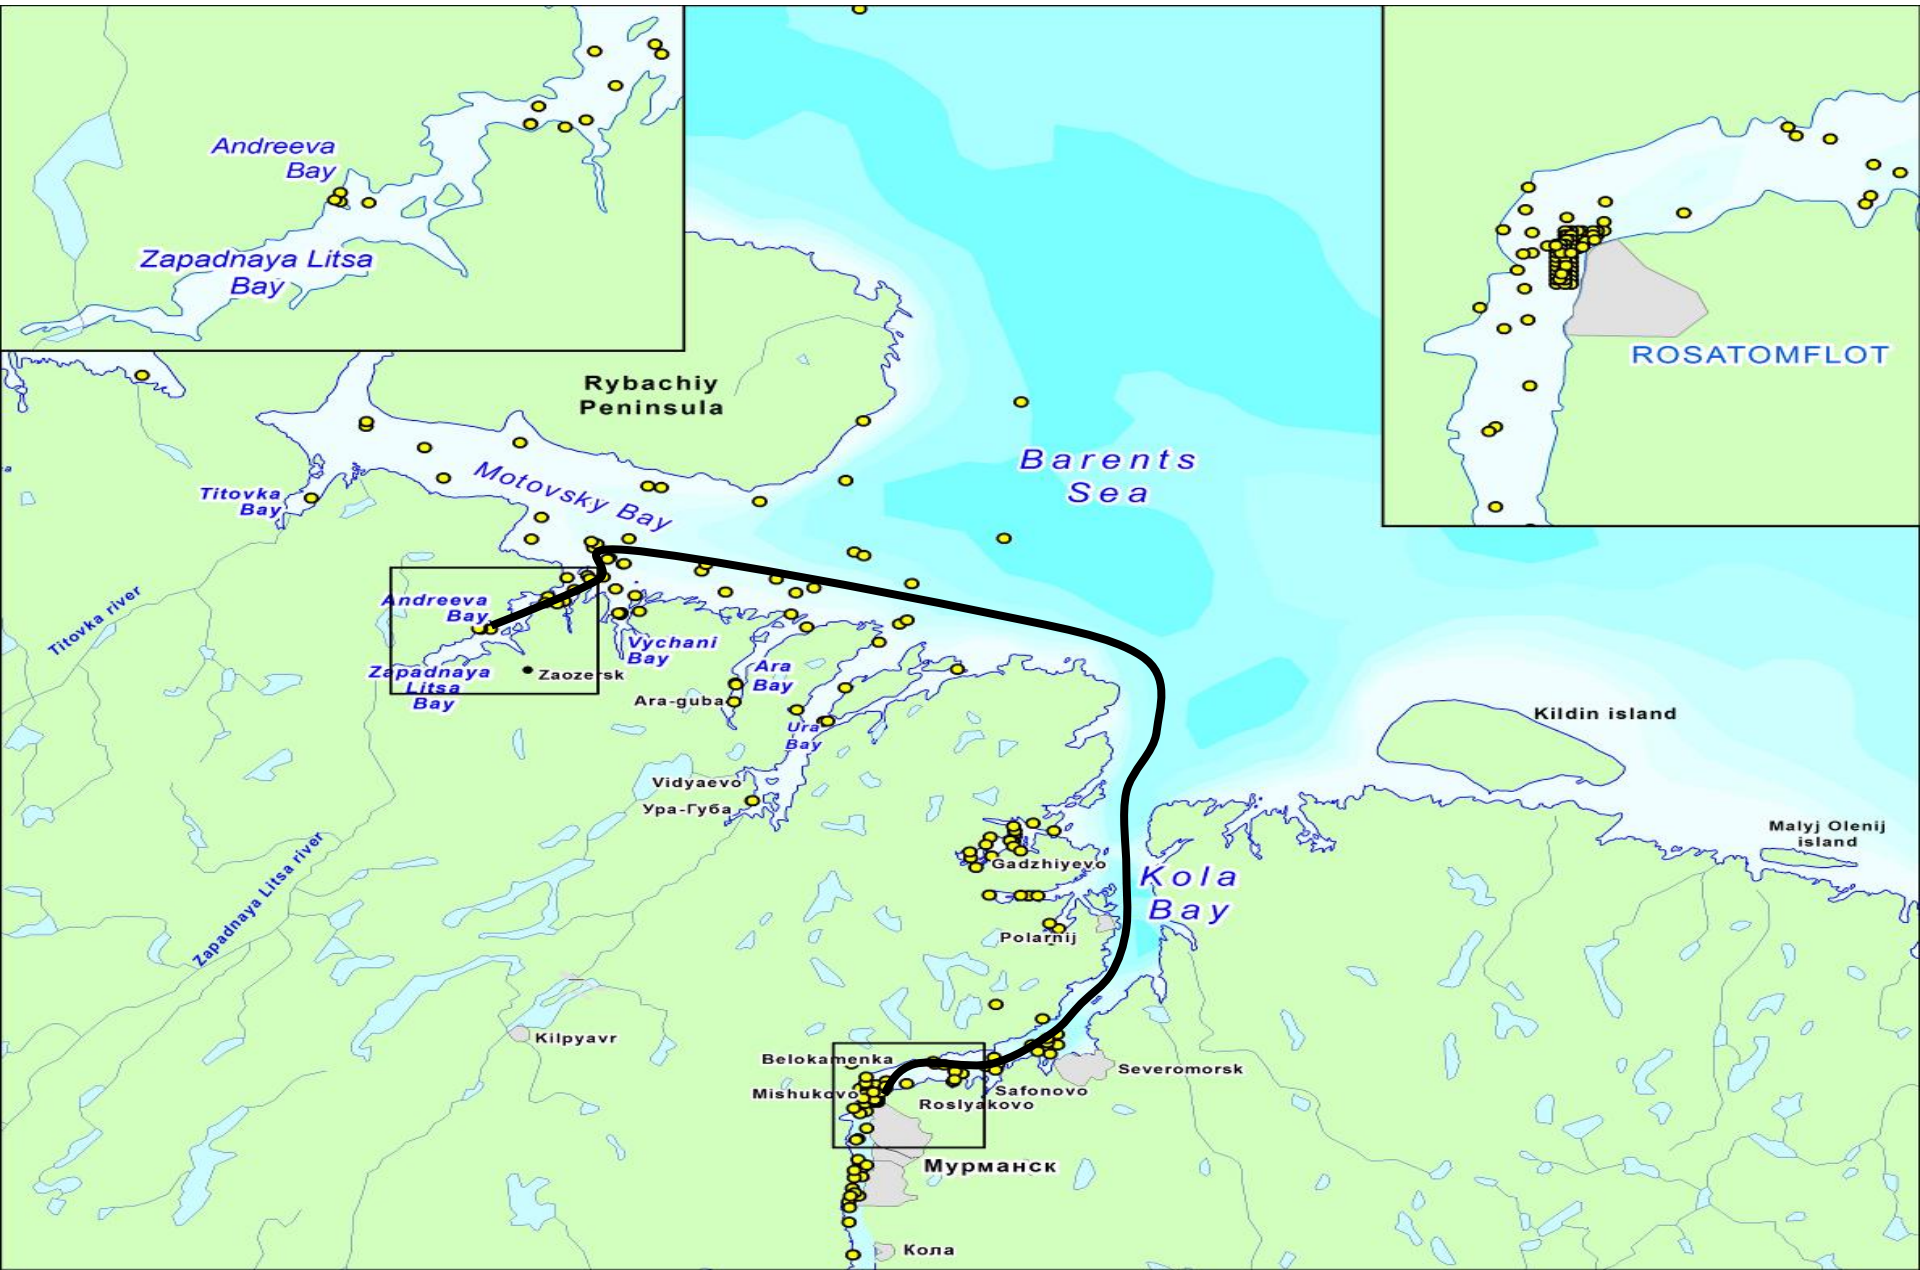 Andreeva
Bay
Zapadnaya Litsa
Bay
ROSATOMFLOT
Rybachiy
Peninsula
Barents
Sea
Motovsky Bay
Titovka
Bay
a
Titovka river
Andreeva
Bay
Zapadnaya
Litsa
Bay
Zaozersk
Vychani
Bay
Ara
Bay
Ara-guba
Ura
Bay
Vidyaevo
Ура-Губа
Kildin island
Malyj Olenij
island
Zapadnaya Litsa river
Gadzhiyevo
Kola
Bay
Polarnij
Kilpyavr
Belokamenka
Mishukovo
Severomorsk
Safonovo
Roslyakovo
Мурманск
Кола